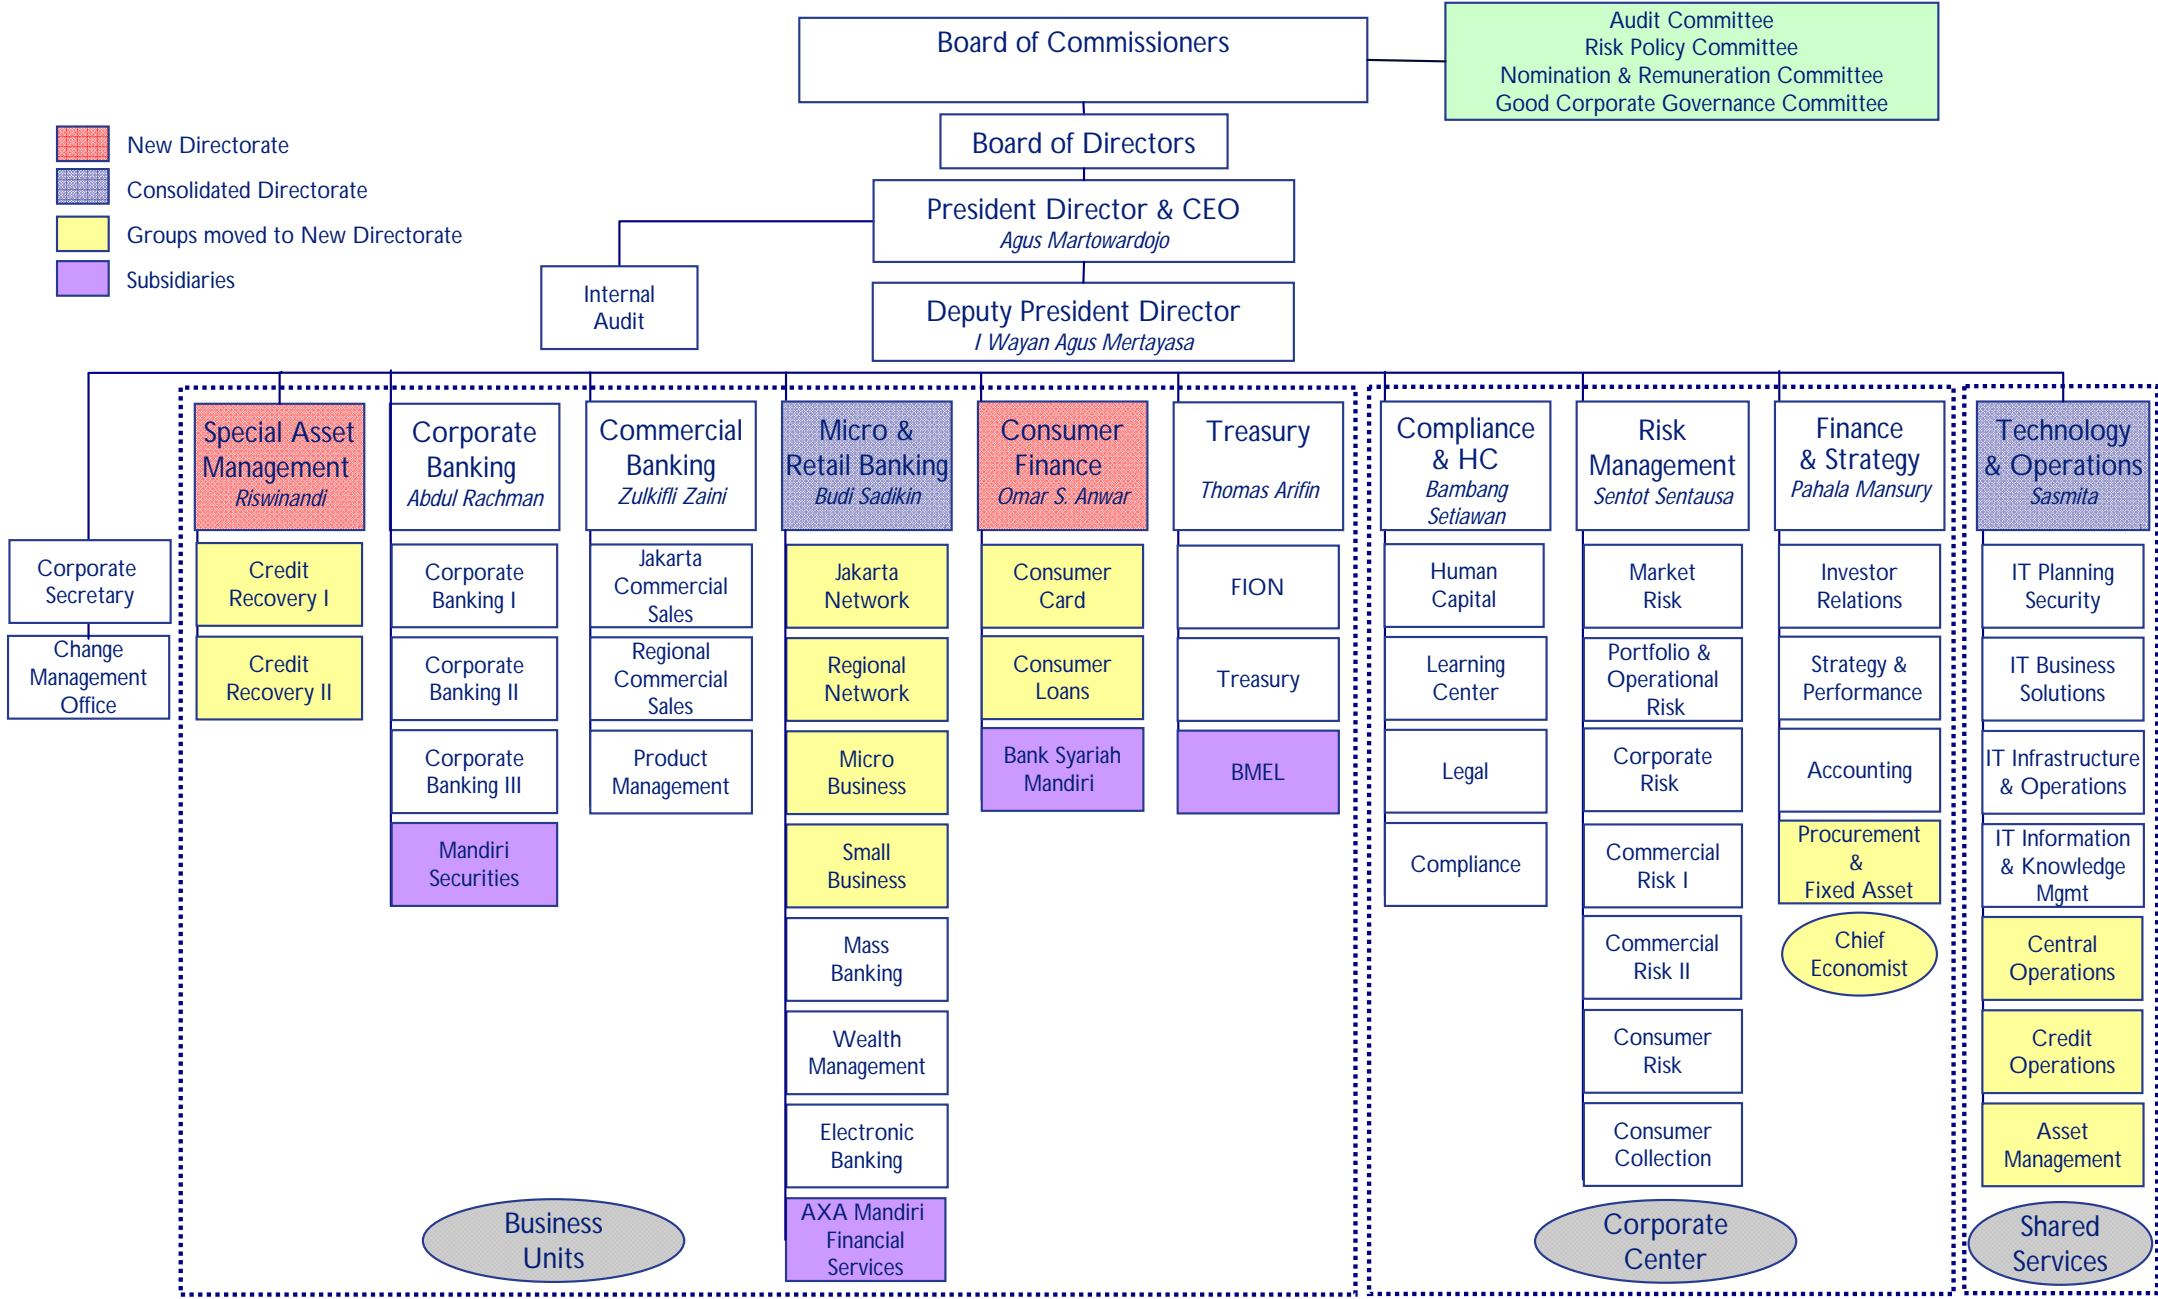 Board of Commissioners
Audit Committee
Risk Policy Committee
Nomination & Remuneration Committee
Good Corporate Governance Committee
Board of Directors
New Directorate
Consolidated Directorate
Groups moved to New Directorate
Subsidiaries
President Director & CEO
Agus Martowardojo
Internal
Audit
Deputy President Director
I Wayan Agus Mertayasa
Corporate
Secretary
Change
Management
Office
Special Asset
Management
Riswinandi
Credit
Recovery I
Credit
Recovery II
Corporate
Banking
Abdul Rachman
Corporate
Banking I
Corporate
Banking II
Corporate
Banking III
Mandiri
Securities
Commercial
Banking
Zulkifli Zaini
Jakarta
Commercial
Sales
Regional
Commercial
Sales
Product
Management
Micro &
Retail Banking
Budi Sadikin
Jakarta
Network
Regional
Network
Micro
Business
Small
Business
Mass
Banking
Wealth
Management
Electronic
Banking
AXA Mandiri
Financial
Services
Consumer
Finance
Omar S. Anwar
Consumer
Card
Consumer
Loans
Bank Syariah
Mandiri
Treasury
Thomas Arifin
FION
Treasury
BMEL
Business
Units
Compliance
& HC
Bambang
Setiawan
Human
Capital
Learning
Center
Legal
Compliance
Risk
Management
Sentot Sentausa
Market
Risk
Portfolio &
Operational
Risk
Corporate
Risk
Commercial
Risk I
Commercial
Risk II
Consumer
Risk
Consumer
Collection
Finance
& Strategy
Pahala Mansury
Investor
Relations
Strategy &
Performance
Accounting
Procurement
&
Fixed Asset
Chief
Economist
Corporate
Center
Technology
& Operations
Sasmita
IT Planning
Security
IT Business
Solutions
IT Infrastructure
& Operations
IT Information
& Knowledge
Mgmt
Central
Operations
Credit
Operations
Asset
Management
Shared
Services